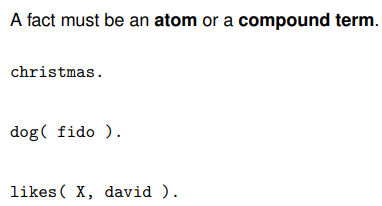 A fact must be an atom or a compound term.
christmas.
dog( fido ).
likes( X, david ).